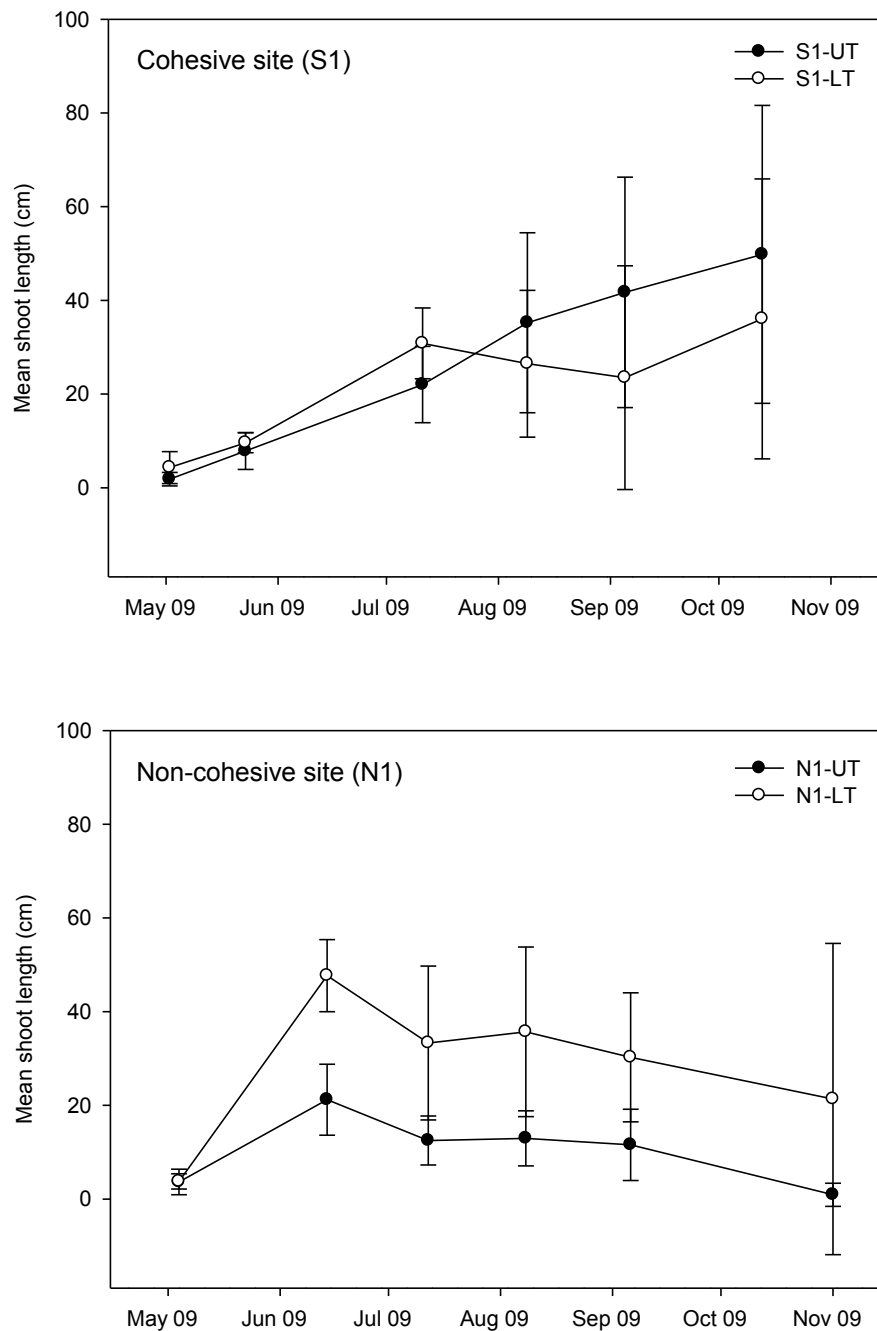 100
Cohesive site (S1)
S1-UT
S1-LT
80
60
40
20
0
Mean shoot length (cm)
May 09 Jun 09 Jul 09 Aug 09 Sep 09 Oct 09 Nov 09
100
Non-cohesive site (N1)
N1-UT
N1-LT
80
60
40
20
0
Mean shoot length (cm)
May 09 Jun 09 Jul 09 Aug 09 Sep 09 Oct 09 Nov 09